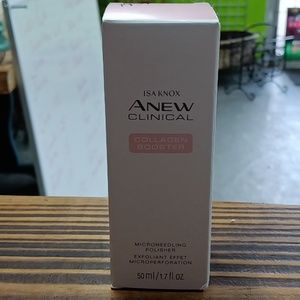 ISA KNOX
ANEW
CLINICAL
COLLAGEN
BOOSTER
MICRONEEDLING
POLISHER
EXFOLIANT EFFET
MICROPERFORATION
50 ml / 1.7 fl.oz.